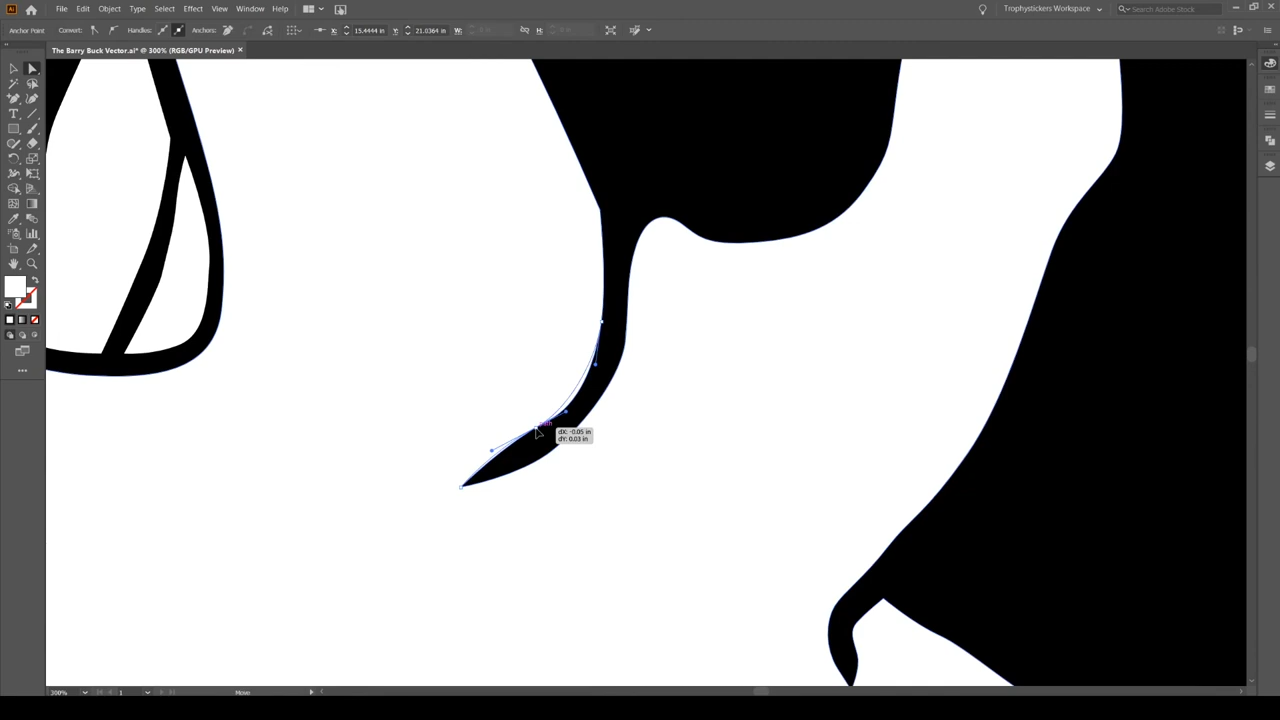 Ai File Edit Object Type Select Effect View Window Help Trophystickers Workspace Search Adobe Stock
Anchor Point Convert: Handles: Anchors: X: 15.4444 in Y: 21.0364 in W: H:
The Barry Buck Vector.ai* @ 300% (RGB/GPU Preview) ×
dX: -0.05 in
dY: 0.03 in
300% 1 Move